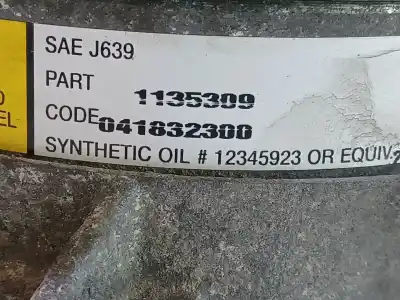 SAE J639
PART 1135309
CODE 041832300
SYNTHETIC OIL # 12345923 OR EQUIV.